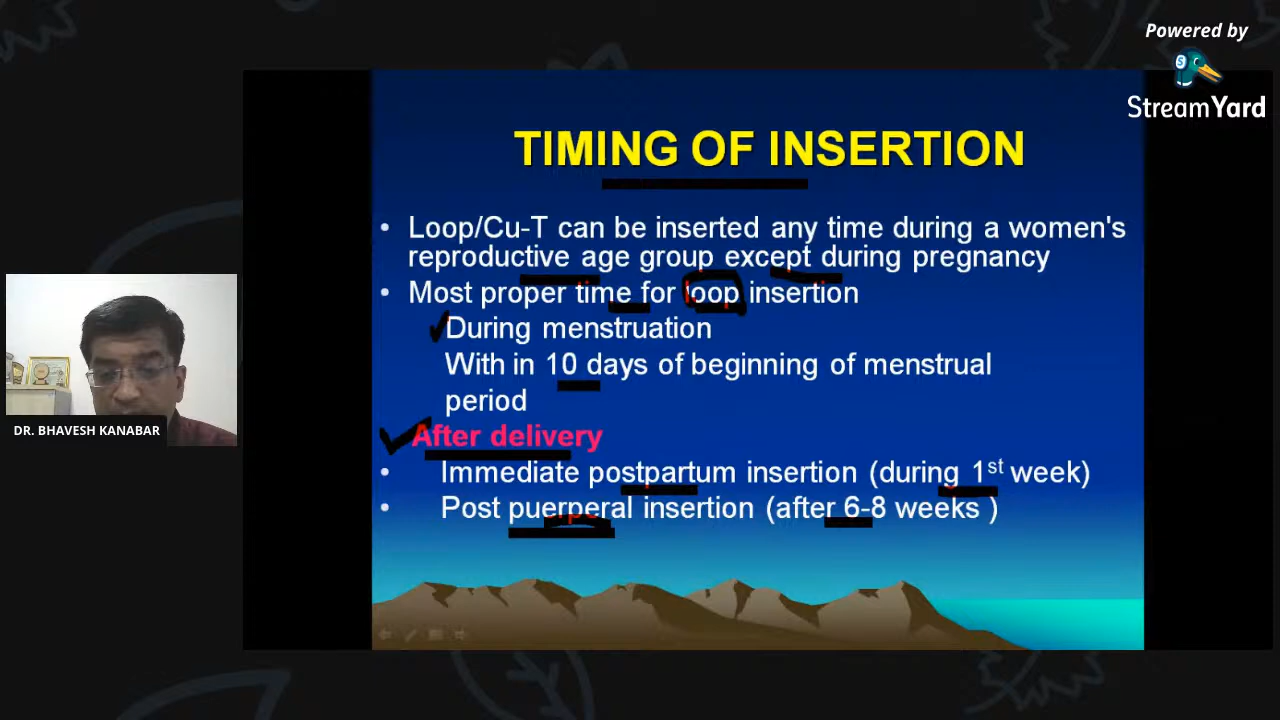 Powered by
StreamYard
TIMING OF INSERTION
• Loop/Cu-T can be inserted any time during a women's
reproductive age group except during pregnancy
• Most proper time for loop insertion
During menstruation
With in 10 days of beginning of menstrual
period
After delivery
• Immediate postpartum insertion (during 1st week)
• Post puerperal insertion (after 6-8 weeks )
DR. BHAVESH KANABAR